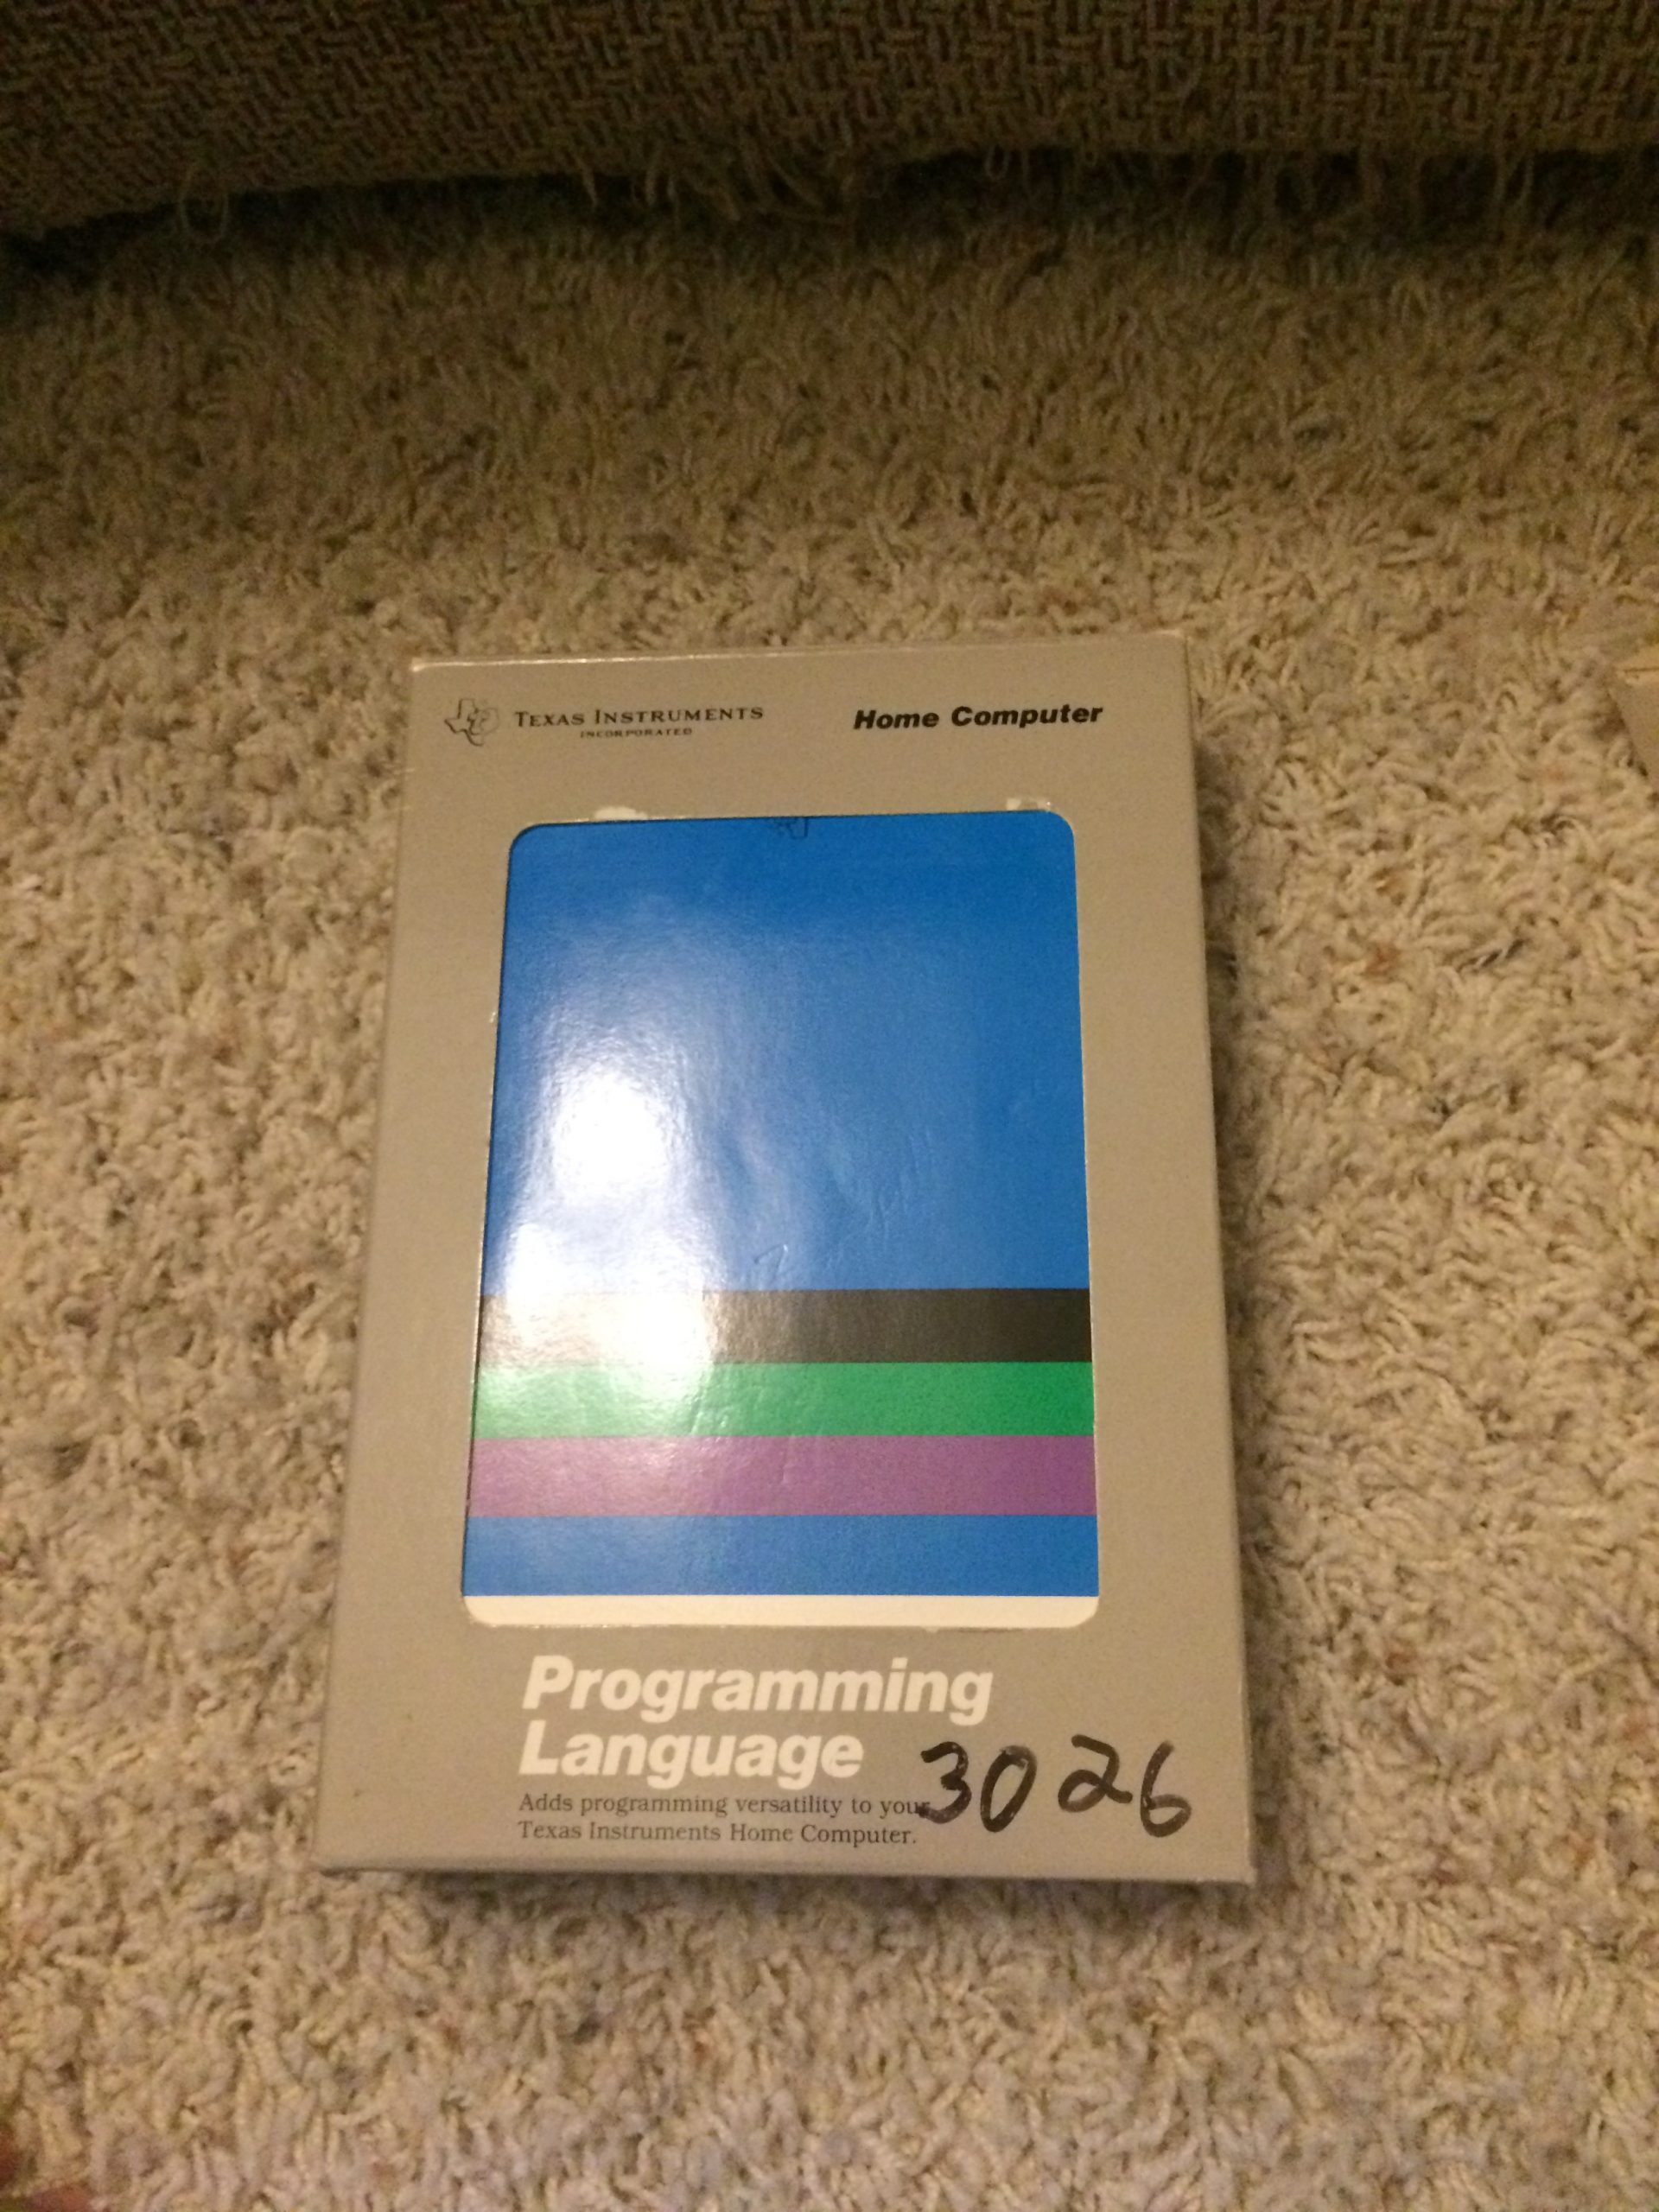 TEXAS INSTRUMENTS
INCORPORATED
Home Computer
Programming
Language
Adds programming versatility to your
Texas Instruments Home Computer.
3026